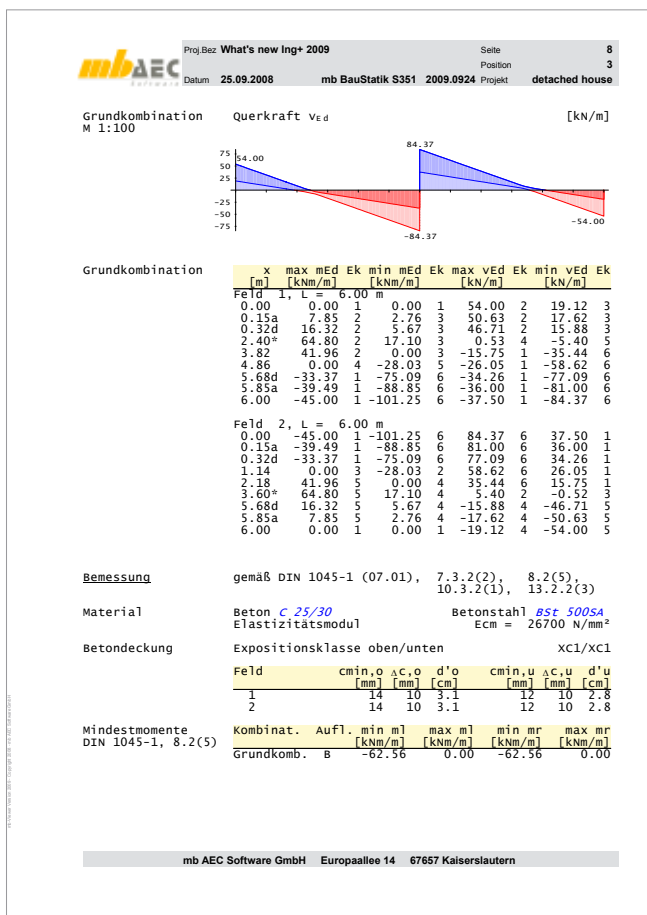 mb AEC Software
Proj.Bez What's new Ing+ 2009 Seite 8
Position 3
Datum 25.09.2008 mb BauStatik S351 2009.0924 Projekt detached house
Grundkombination Querkraft vEd [kN/m]
M 1:100
84.37
75 54.00
50
25
-25
-50 -54.00
-75
-84.37
Grundkombination x max mEd Ek min mEd Ek max vEd Ek min vEd Ek
[m] [kNm/m] [kNm/m] [kN/m] [kN/m]
Feld 1, L = 6.00 m
0.00 0.00 1 0.00 1 54.00 2 19.12 3
0.15a 7.85 2 2.76 3 50.63 2 17.62 3
0.32d 16.32 2 5.67 3 46.71 2 15.88 3
2.40* 64.80 2 17.10 3 0.53 4 -5.40 5
3.82 41.96 2 0.00 3 -15.75 1 -35.44 6
4.86 0.00 4 -28.03 5 -26.05 1 -58.62 6
5.68d -33.37 1 -75.09 6 -34.26 1 -77.09 6
5.85a -39.49 1 -88.85 6 -36.00 1 -81.00 6
6.00 -45.00 1 -101.25 6 -37.50 1 -84.37 6
Feld 2, L = 6.00 m
0.00 -45.00 1 -101.25 6 84.37 6 37.50 1
0.15a -39.49 1 -88.85 6 81.00 6 36.00 1
0.32d -33.37 1 -75.09 6 77.09 6 34.26 1
1.14 0.00 3 -28.03 2 58.62 6 26.05 1
2.18 41.96 5 0.00 4 35.44 6 15.75 1
3.60* 64.80 5 17.10 4 5.40 2 -0.52 3
5.68d 16.32 5 5.67 4 -15.88 4 -46.71 5
5.85a 7.85 5 2.76 4 -17.62 4 -50.63 5
6.00 0.00 1 0.00 1 -19.12 4 -54.00 5
Bemessung gemäß DIN 1045-1 (07.01), 7.3.2(2), 8.2(5),
10.3.2(1), 13.2.2(3)
Material Beton C 25/30 Betonstahl BSt 500SA
Elastizitätsmodul Ecm = 26700 N/mm²
Betondeckung Expositionsklasse oben/unten XC1/XC1
Feld cmin,o Δc,o d'o cmin,u Δc,u d'u
[mm] [mm] [cm] [mm] [mm] [cm]
1 14 10 3.1 12 10 2.8
2 14 10 3.1 12 10 2.8
Mindestmomente Kombinat. Aufl. min ml max ml min mr max mr
DIN 1045-1, 8.2(5) [kNm/m] [kNm/m] [kNm/m] [kNm/m]
Grundkomb. B -62.56 0.00 -62.56 0.00
mb AEC Software GmbH Europaallee 14 67657 Kaiserslautern